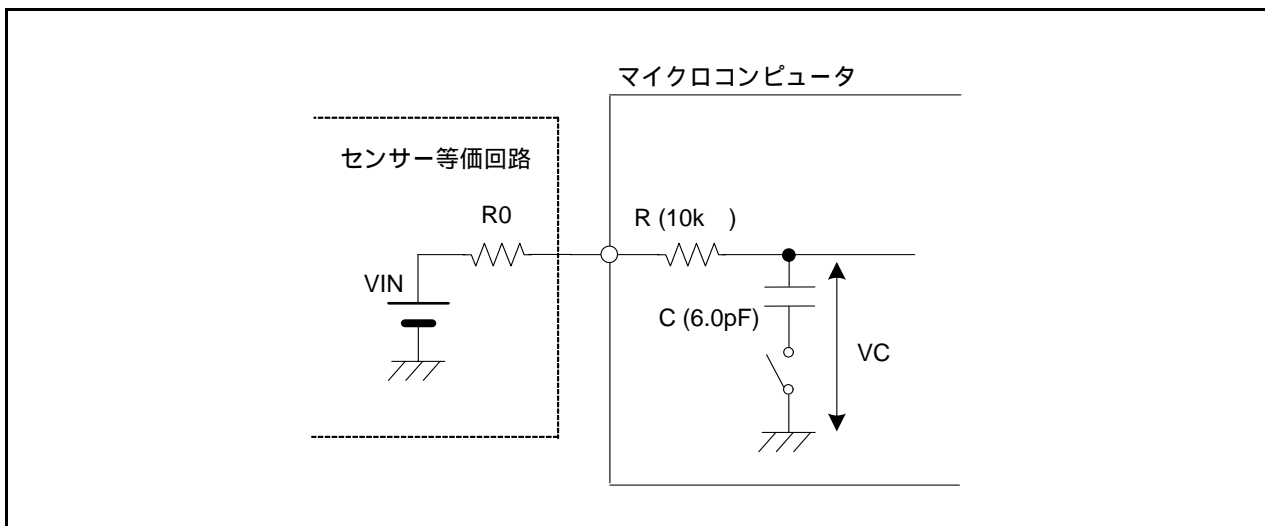 マイクロコンピュータ
センサー等価回路
R0
R (10k )
VIN
C (6.0pF)
VC